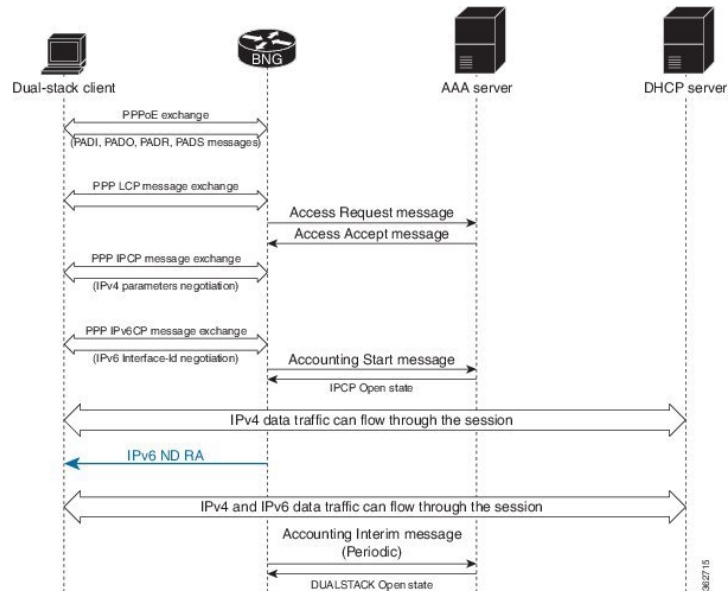 BNG
Dual-stack client
AAA server
DHCP server
PPPoE exchange
(PADI, PADO, PADR, PADS messages)
PPP LCP message exchange
Access Request message
Access Accept message
PPP IPCP message exchange
(IPv4 parameters negotiation)
PPP IPv6CP message exchange
(IPv6 Interface-Id negotiation)
Accounting Start message
IPCP Open state
IPv4 data traffic can flow through the session
IPv6 ND RA
IPv4 and IPv6 data traffic can flow through the session
Accounting Interim message
(Periodic)
DUALSTACK Open state
362715